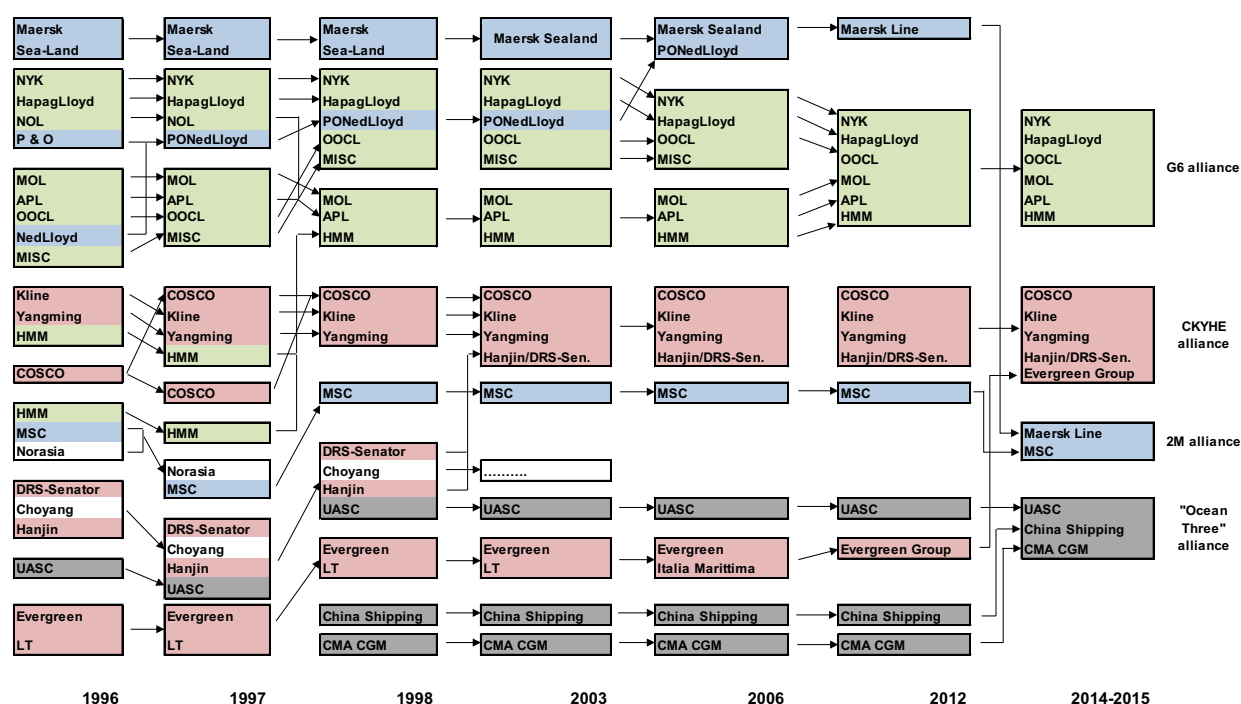 Maersk
Sea-Land
NYK
HapagLloyd
NOL
P & O
MOL
APL
OOCL
NedLloyd
MISC
Kline
Yangming
HMM
COSCO
HMM
MSC
Norasia
DRS-Senator
Choyang
Hanjin
UASC
Evergreen
LT
1996
Maersk
Sea-Land
NYK
HapagLloyd
NOL
PONedLloyd
MOL
APL
OOCL
MISC
COSCO
Kline
Yangming
HMM
COSCO
HMM
Norasia
MSC
DRS-Senator
Choyang
Hanjin
UASC
Evergreen
LT
1997
Maersk
Sea-Land
NYK
HapagLloyd
PONedLloyd
OOCL
MISC
MOL
APL
HMM
COSCO
Kline
Yangming
MSC
DRS-Senator
Choyang
Hanjin
UASC
Evergreen
LT
China Shipping
CMA CGM
1998
Maersk Sealand
NYK
HapagLloyd
PONedLloyd
OOCL
MISC
MOL
APL
HMM
COSCO
Kline
Yangming
Hanjin/DRS-Sen.
MSC
..........
UASC
Evergreen
LT
China Shipping
CMA CGM
2003
Maersk Sealand
PONedLloyd
NYK
HapagLloyd
OOCL
MISC
MOL
APL
HMM
COSCO
Kline
Yangming
Hanjin/DRS-Sen.
MSC
UASC
Evergreen
Italia Marittima
China Shipping
CMA CGM
2006
Maersk Line
NYK
HapagLloyd
OOCL
MOL
APL
HMM
COSCO
Kline
Yangming
Hanjin/DRS-Sen.
MSC
UASC
Evergreen Group
China Shipping
CMA CGM
2012
NYK
HapagLloyd
OOCL
MOL
APL
HMM
COSCO
Kline
Yangming
Hanjin/DRS-Sen.
Evergreen Group
Maersk Line
MSC
UASC
China Shipping
CMA CGM
2014-2015
G6 alliance
CKYHE
alliance
2M alliance
"Ocean
Three"
alliance